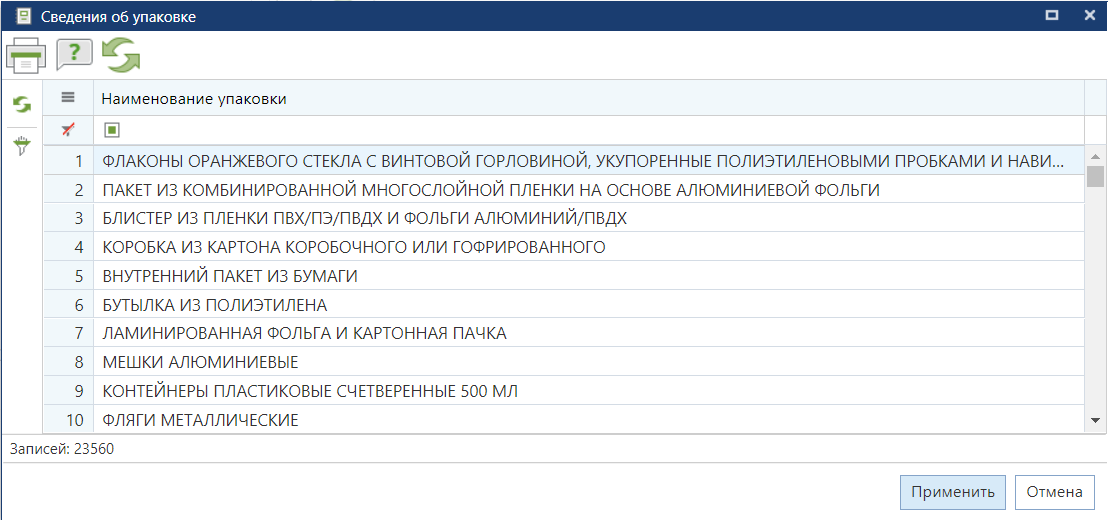 Сведения об упаковке
?
Наименование упаковки
1 ФЛАКОНЫ ОРАНЖЕВОГО СТЕКЛА С ВИНТОВОЙ ГОРЛОВИНОЙ, УКУПОРЕННЫЕ ПОЛИЭТИЛЕНОВЫМИ ПРОБКАМИ И НАВИ...
2 ПАКЕТ ИЗ КОМБИНИРОВАННОЙ МНОГОСЛОЙНОЙ ПЛЕНКИ НА ОСНОВЕ АЛЮМИНИЕВОЙ ФОЛЬГИ
3 БЛИСТЕР ИЗ ПЛЕНКИ ПВХ/ПЭ/ПВДХ И ФОЛЬГИ АЛЮМИНИЙ/ПВДХ
4 КОРОБКА ИЗ КАРТОНА КОРОБОЧНОГО ИЛИ ГОФРИРОВАННОГО
5 ВНУТРЕННИЙ ПАКЕТ ИЗ БУМАГИ
6 БУТЫЛКА ИЗ ПОЛИЭТИЛЕНА
7 ЛАМИНИРОВАННАЯ ФОЛЬГА И КАРТОННАЯ ПАЧКА
8 МЕШКИ АЛЮМИНИЕВЫЕ
9 КОНТЕЙНЕРЫ ПЛАСТИКОВЫЕ СЧЕТВЕРЕННЫЕ 500 МЛ
10 ФЛЯГИ МЕТАЛЛИЧЕСКИЕ
Записей: 23560
Применить Отмена